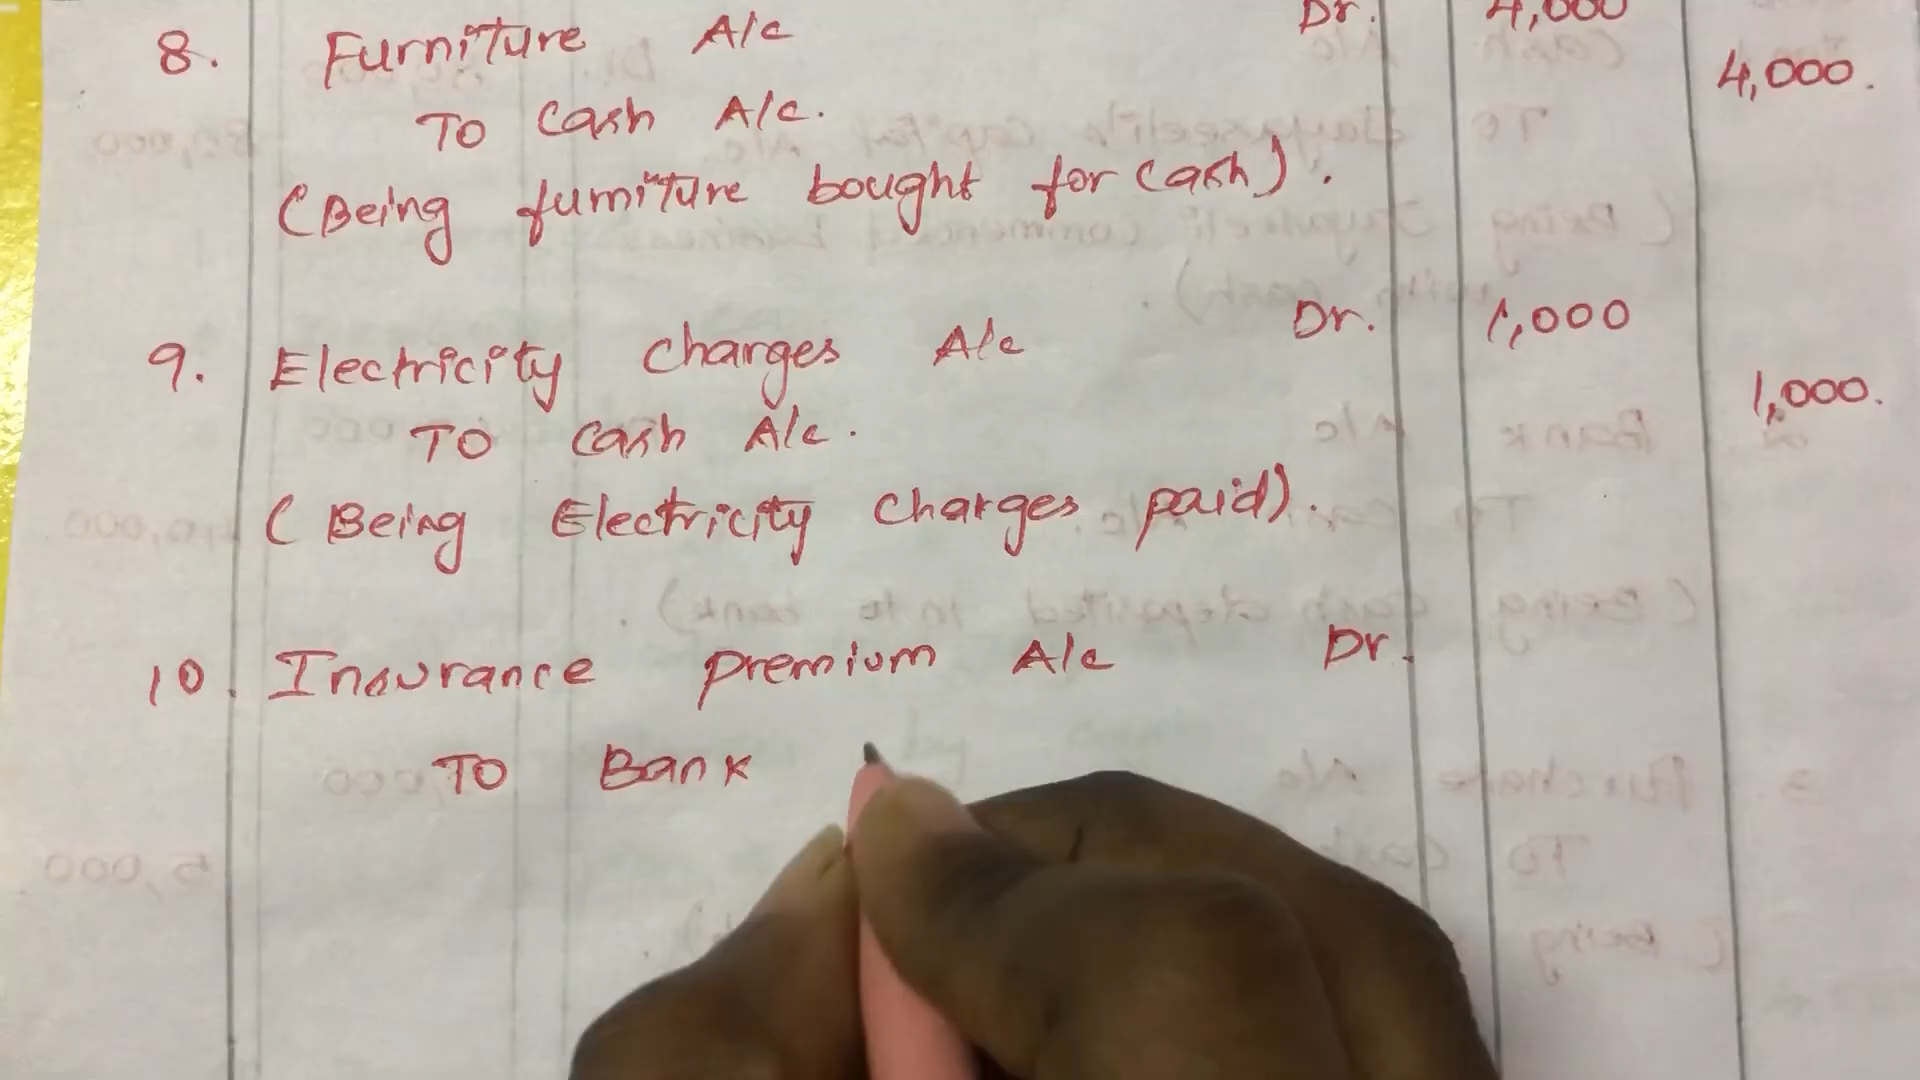 8. Furniture A/c Dr. 4,000
To Cash A/c. 4,000.
(Being furniture bought for cash).
9. Electricity charges A/c Dr. 1,000
To Cash A/c. 1,000.
(Being Electricity charges paid).
10. Insurance premium A/c Dr.
To Bank